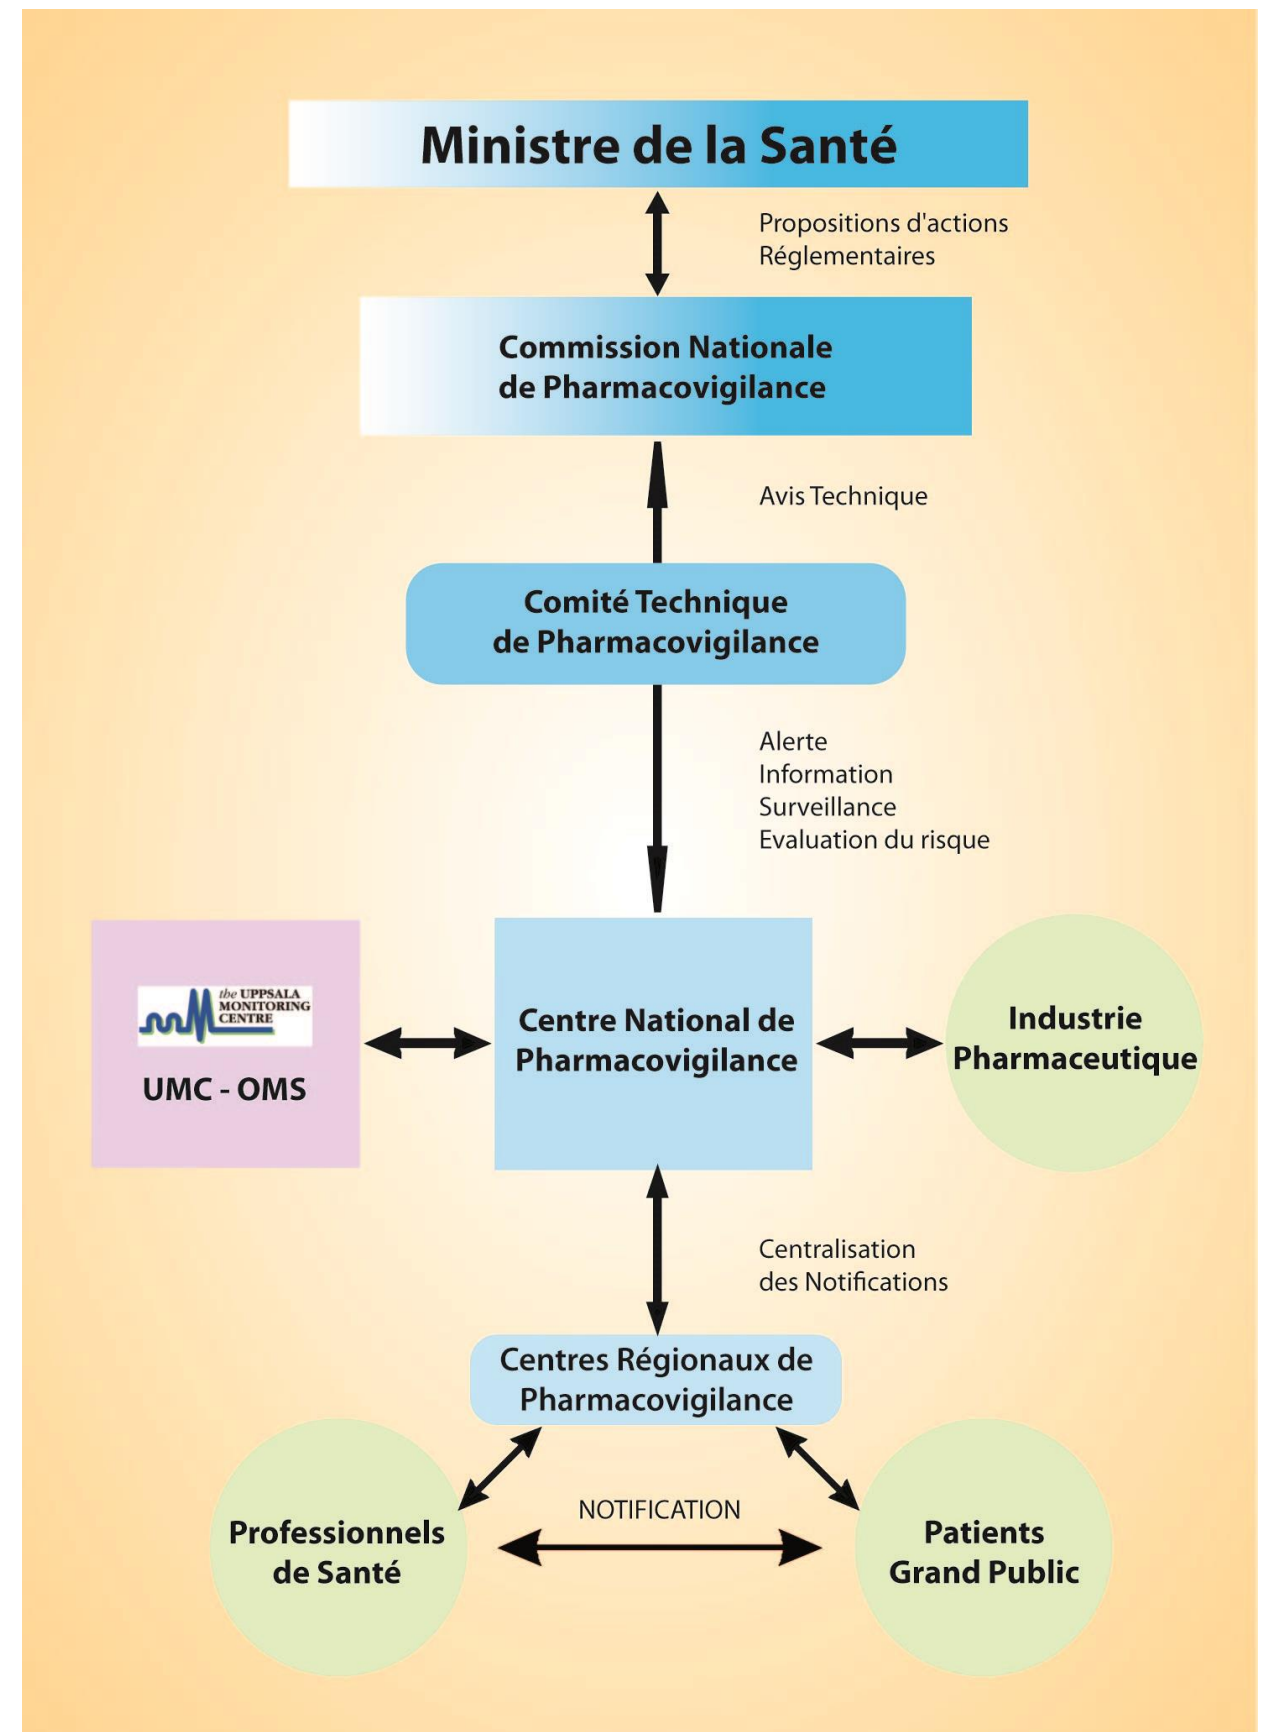 Ministre de la Santé
Propositions d'actions
Réglementaires
Commission Nationale
de Pharmacovigilance
Avis Technique
Comité Technique
de Pharmacovigilance
Alerte
Information
Surveillance
Evaluation du risque
the UPPSALA
MONITORING
CENTRE
UMC - OMS
Centre National de
Pharmacovigilance
Industrie
Pharmaceutique
Centralisation
des Notifications
Centres Régionaux de
Pharmacovigilance
NOTIFICATION
Professionnels
de Santé
Patients
Grand Public